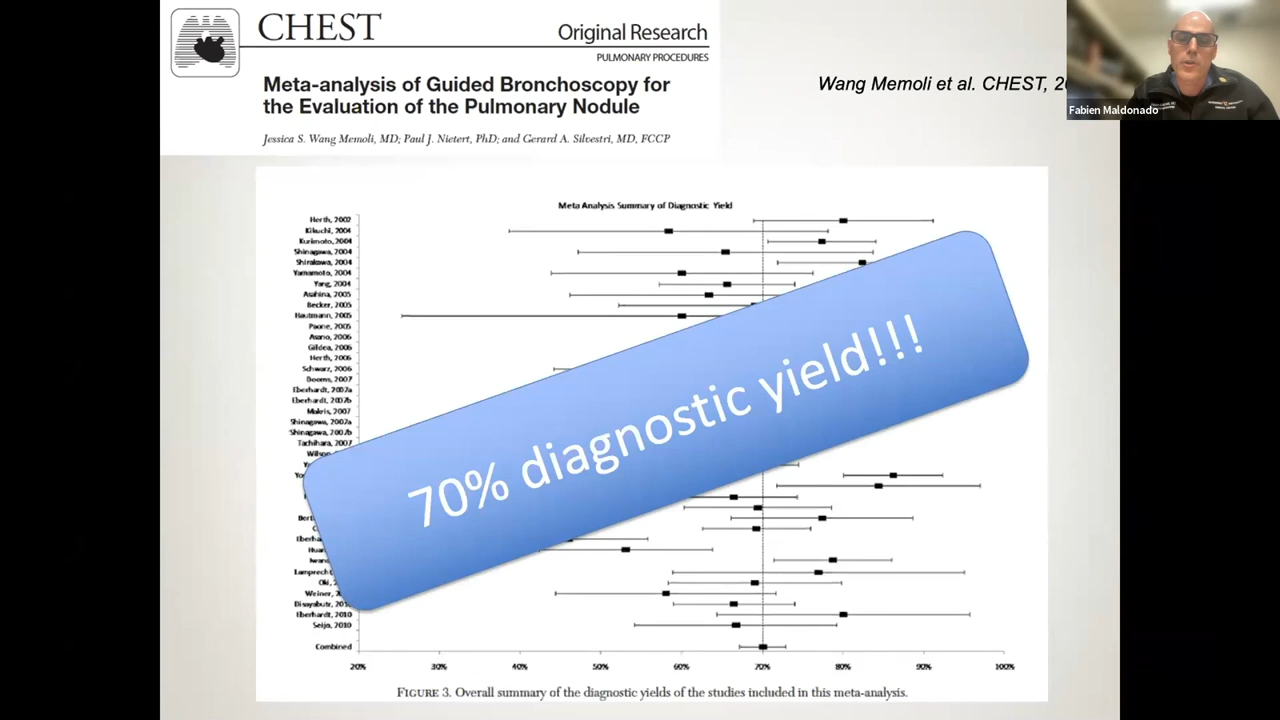 CHEST
Original Research
PULMONARY PROCEDURES
Meta-analysis of Guided Bronchoscopy for
the Evaluation of the Pulmonary Nodule
Jessica S. Wang Memoli, MD; Paul J. Nietert, PhD; and Gerard A. Silvestri, MD, FCCP
Wang Memoli et al. CHEST,
Fabien Maldonado
Meta Analysis Summary of Diagnostic Yield
Herth, 2002
Kikuchi, 2004
Kurimoto, 2004
Shinagawa, 2004
Shirakawa, 2004
Yamamoto, 2004
Yang, 2004
Asahina, 2005
Becker, 2005
Hautmann, 2005
Paone, 2005
Asano, 2006
Gildea, 2006
Herth, 2006
Schwarz, 2006
Dooms, 2007
Eberhardt, 2007a
Eberhardt, 2007b
Makris, 2007
Shinagawa, 2007a
Shinagawa, 2007b
Tachihara, 2007
70% diagnostic yield!!!
Lamprecht,
Oki,
Weiner,
Disayabutr,
Eberhardt, 2010
Seijo, 2010
Combined
20% 30% 40% 50% 60% 70% 80% 90% 100%
FIGURE 3. Overall summary of the diagnostic yields of the studies included in this meta-analysis.